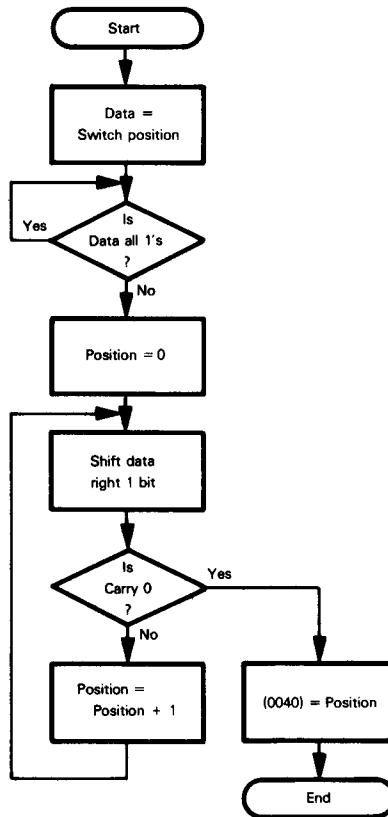 Start
Data =
Switch position
Is
Data all 1's
?
Yes
No
Position = 0
Shift data
right 1 bit
Is
Carry 0
?
Yes
No
Position =
Position + 1
(0040) = Position
End